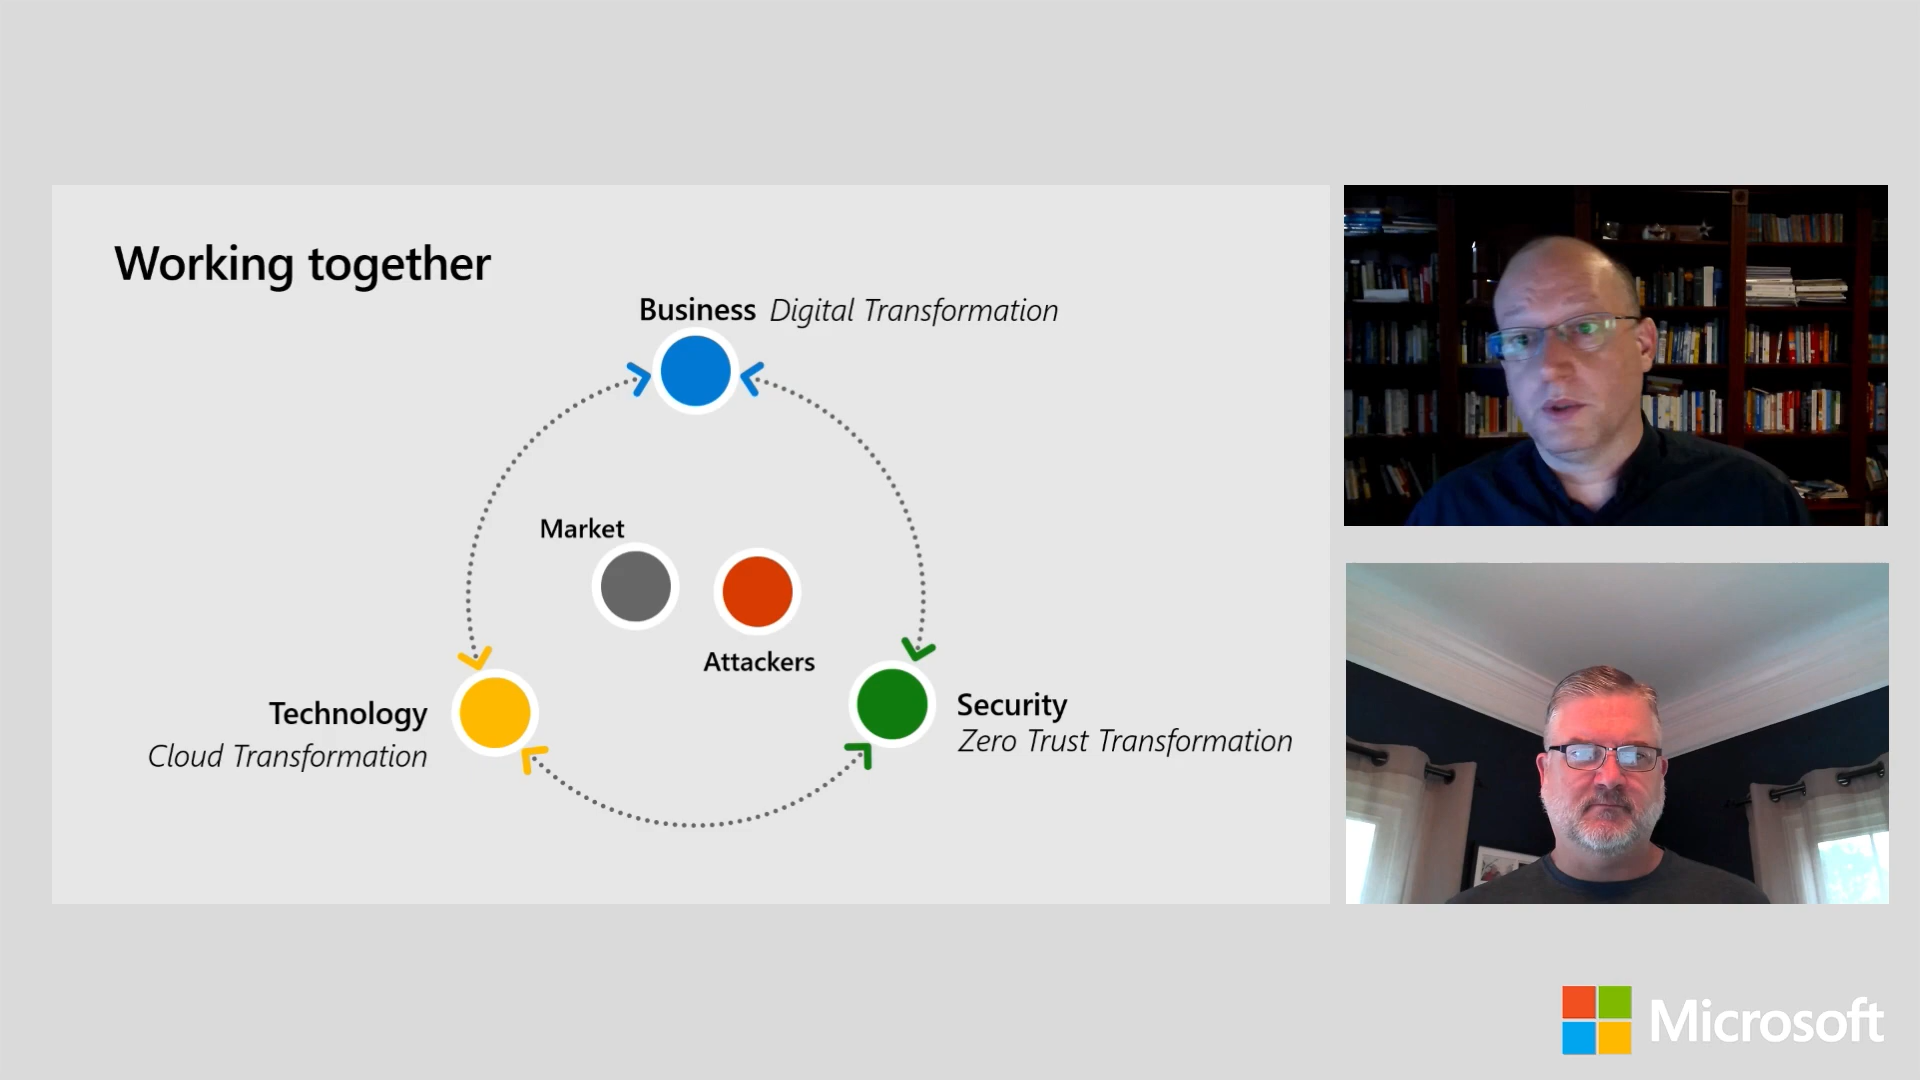 Working together
Business Digital Transformation
Market
Attackers
Technology
Cloud Transformation
Security
Zero Trust Transformation
Microsoft